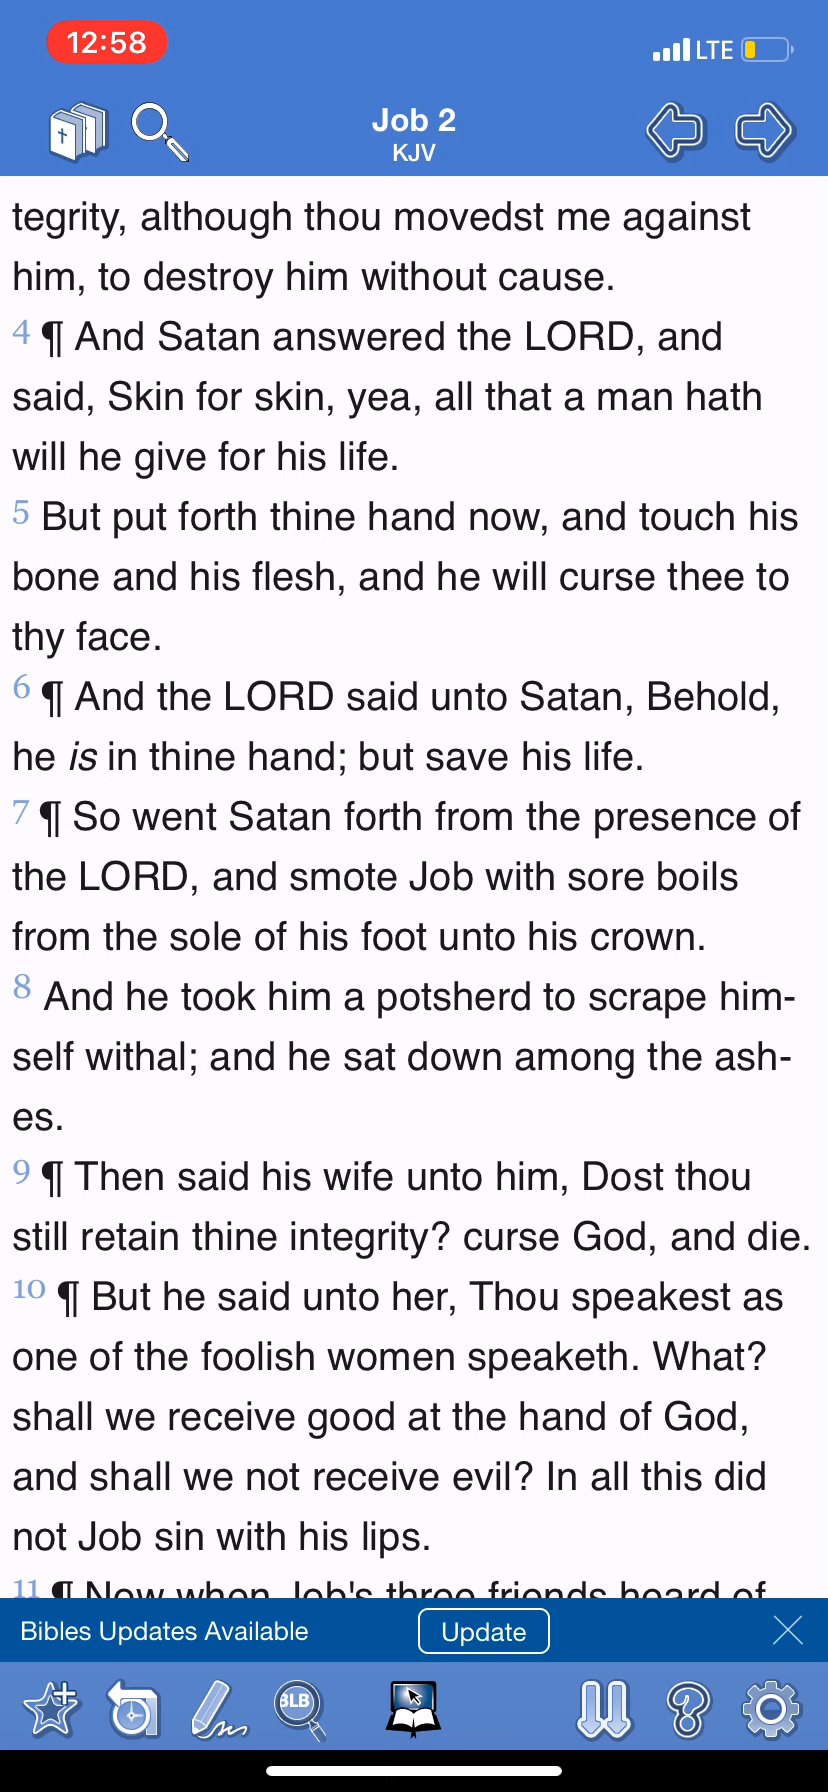 12:58
LTE
Job 2
KJV
tegrity, although thou movedst me against
him, to destroy him without cause.
4 ¶ And Satan answered the LORD, and
said, Skin for skin, yea, all that a man hath
will he give for his life.
5 But put forth thine hand now, and touch his
bone and his flesh, and he will curse thee to
thy face.
6 ¶ And the LORD said unto Satan, Behold,
he is in thine hand; but save his life.
7 ¶ So went Satan forth from the presence of
the LORD, and smote Job with sore boils
from the sole of his foot unto his crown.
8 And he took him a potsherd to scrape him-
self withal; and he sat down among the ash-
es.
9 ¶ Then said his wife unto him, Dost thou
still retain thine integrity? curse God, and die.
10 ¶ But he said unto her, Thou speakest as
one of the foolish women speaketh. What?
shall we receive good at the hand of God,
and shall we not receive evil? In all this did
not Job sin with his lips.
11 ¶ Now when Job's three friends heard of
Bibles Updates Available
Update
BLB